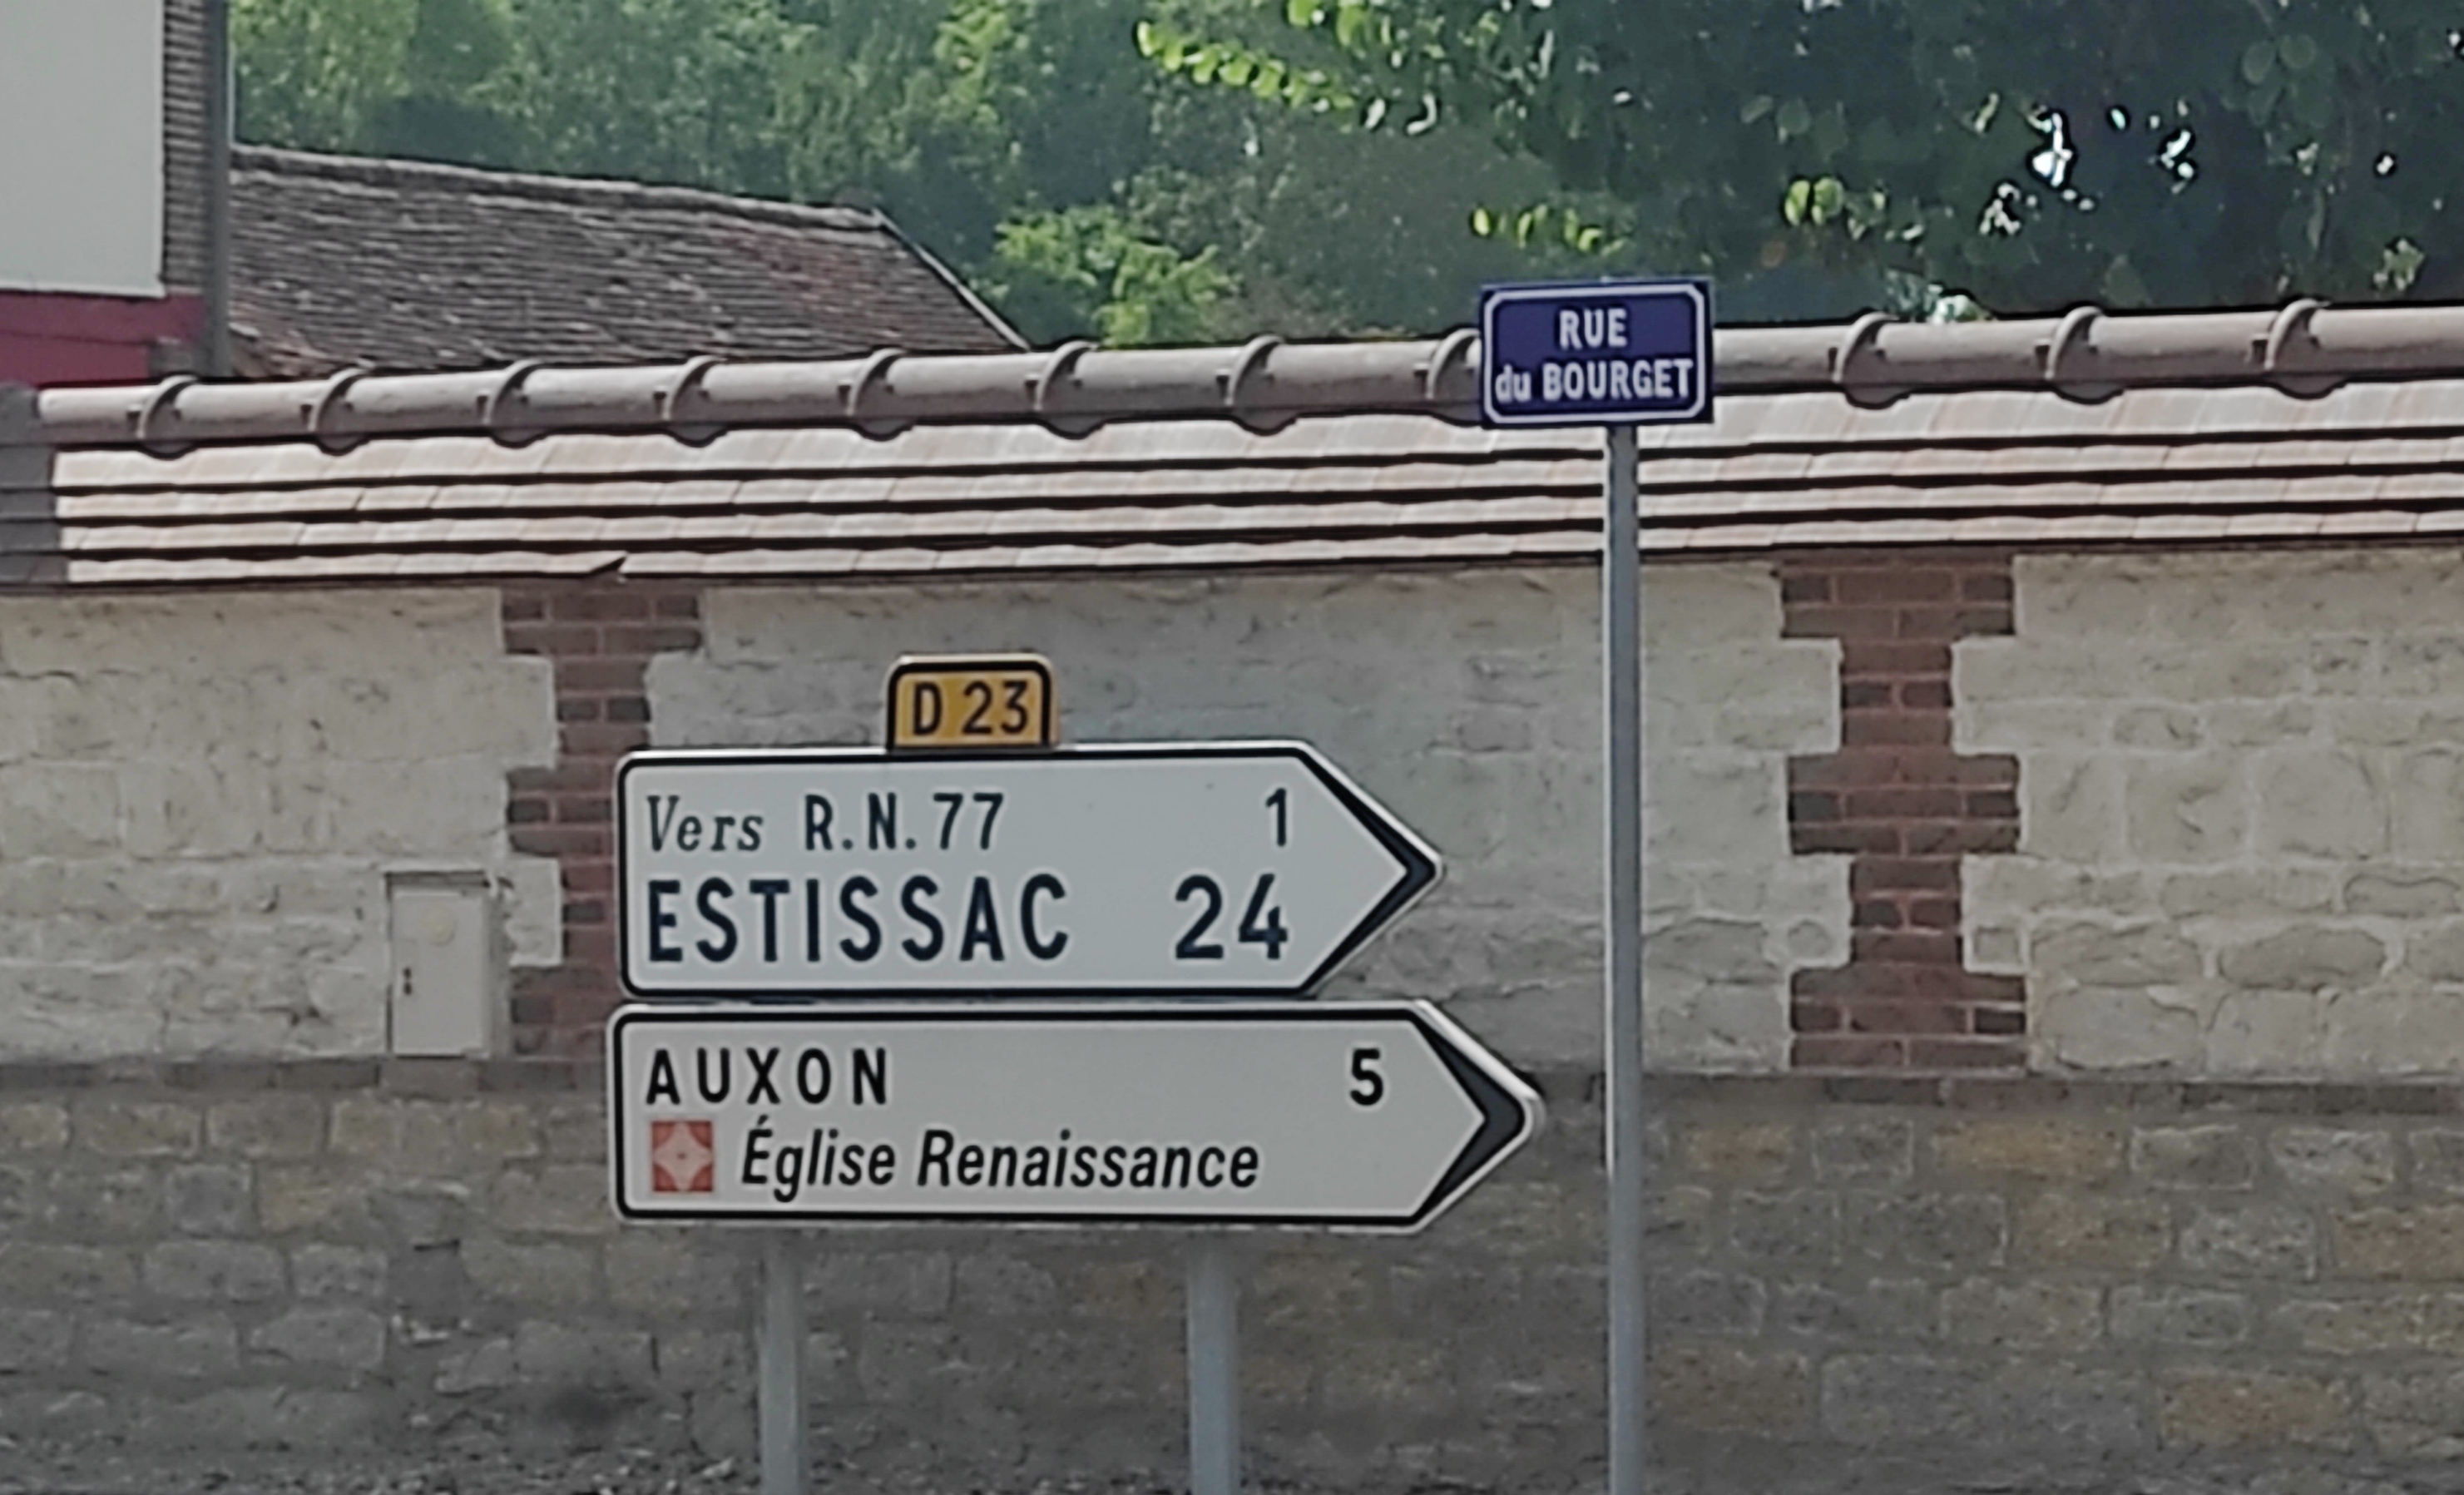 RUE
du BOURGET
D 23
Vers R.N.77 1
ESTISSAC 24
AUXON 5
Église Renaissance